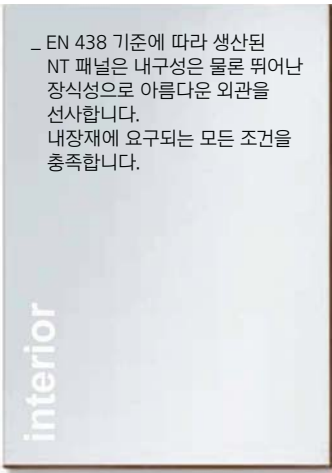 _ EN 438 기준에 따라 생산된
NT 패널은 내구성은 물론 뛰어난
장식성으로 아름다운 외관을
선사합니다.
내장재에 요구되는 모든 조건을
충족합니다.
interior